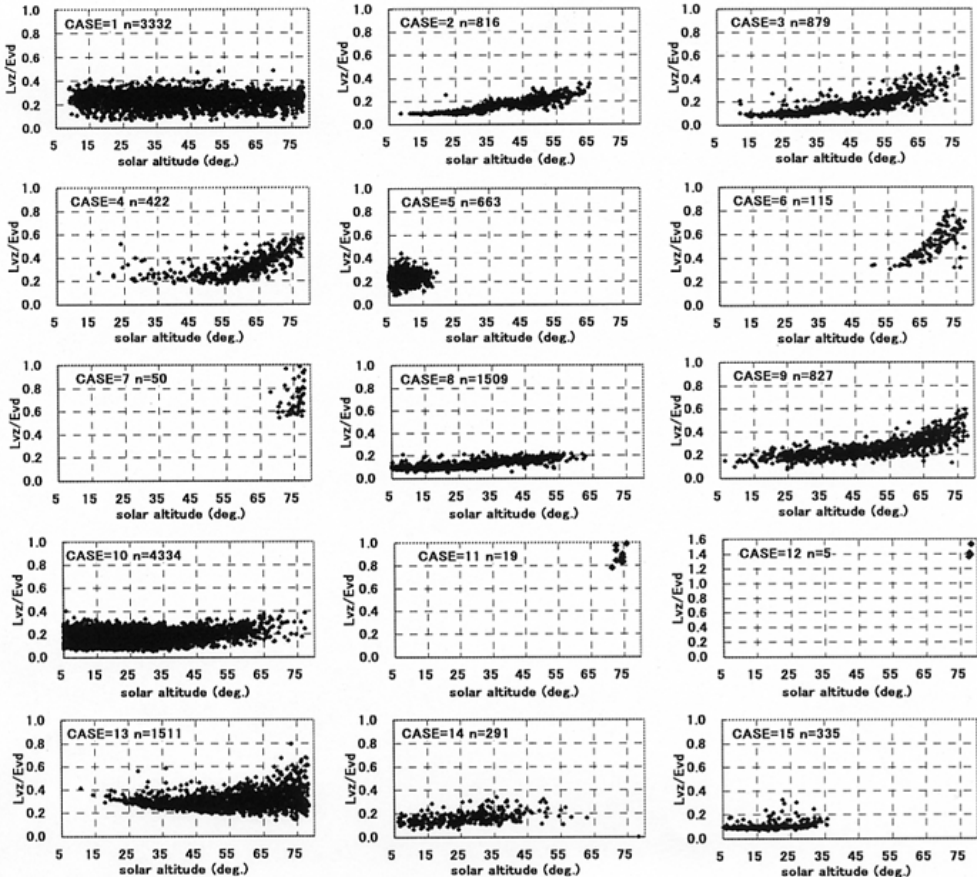 CASE=1 n=3332
Lvz/Evd
1.0
0.8
0.6
0.4
0.2
0.0
5 15 25 35 45 55 65 75
solar altitude (deg.)
CASE=2 n=816
Lvz/Evd
1.0
0.8
0.6
0.4
0.2
0.0
5 15 25 35 45 55 65 75
solar altitude (deg.)
CASE=3 n=879
Lvz/Evd
1.0
0.8
0.6
0.4
0.2
0.0
5 15 25 35 45 55 65 75
solar altitude (deg.)
CASE=4 n=422
Lvz/Evd
1.0
0.8
0.6
0.4
0.2
0.0
5 15 25 35 45 55 65 75
solar altitude (deg.)
CASE=5 n=663
Lvz/Evd
1.0
0.8
0.6
0.4
0.2
0.0
5 15 25 35 45 55 65 75
solar altitude (deg.)
CASE=6 n=115
Lvz/Evd
1.0
0.8
0.6
0.4
0.2
0.0
5 15 25 35 45 55 65 75
solar altitude (deg.)
CASE=7 n=50
Lvz/Evd
1.0
0.8
0.6
0.4
0.2
0.0
5 15 25 35 45 55 65 75
solar altitude (deg.)
CASE=8 n=1509
Lvz/Evd
1.0
0.8
0.6
0.4
0.2
0.0
5 15 25 35 45 55 65 75
solar altitude (deg.)
CASE=9 n=827
Lvz/Evd
1.0
0.8
0.6
0.4
0.2
0.0
5 15 25 35 45 55 65 75
solar altitude (deg.)
CASE=10 n=4334
Lvz/Evd
1.0
0.8
0.6
0.4
0.2
0.0
5 15 25 35 45 55 65 75
solar altitude (deg.)
CASE=11 n=19
Lvz/Evd
1.0
0.8
0.6
0.4
0.2
0.0
5 15 25 35 45 55 65 75
solar altitude (deg.)
CASE=12 n=5
Lvz/Evd
1.6
1.4
1.2
1.0
0.8
0.6
0.4
0.2
0.0
5 15 25 35 45 55 65 75
solar altitude (deg.)
CASE=13 n=1511
Lvz/Evd
1.0
0.8
0.6
0.4
0.2
0.0
5 15 25 35 45 55 65 75
solar altitude (deg.)
CASE=14 n=291
Lvz/Evd
1.0
0.8
0.6
0.4
0.2
0.0
5 15 25 35 45 55 65 75
solar altitude (deg.)
CASE=15 n=335
Lvz/Evd
1.0
0.8
0.6
0.4
0.2
0.0
5 15 25 35 45 55 65 75
solar altitude (deg.)